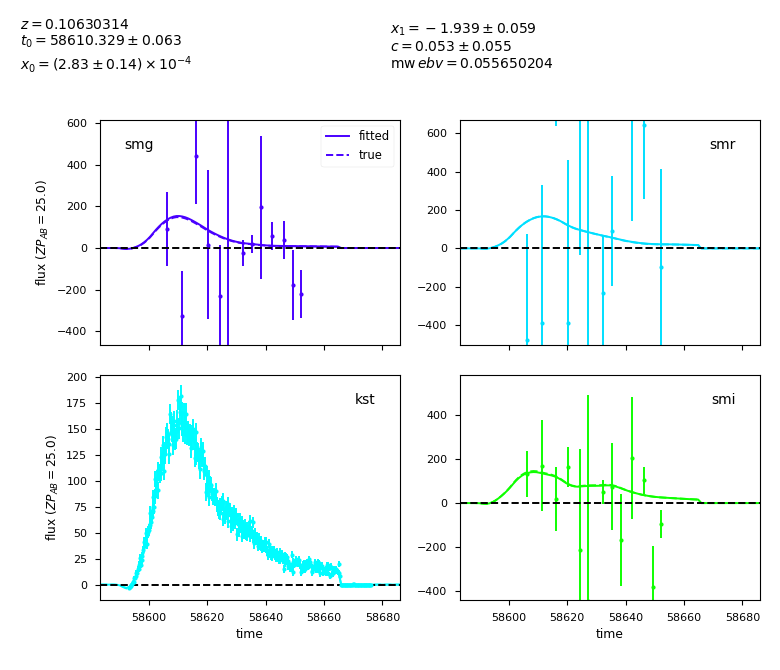 z = 0.10630314
t₀ = 58610.329 ± 0.063
x₀ = (2.83 ± 0.14) × 10⁻⁴
x₁ = −1.939 ± 0.059
c = 0.053 ± 0.055
mw ebv = 0.055650204
smg
fitted
true
600
400
200
0
−200
−400
flux (ZP_AB = 25.0)
smr
600
400
200
0
−200
−400
kst
200
175
150
125
100
75
50
25
0
flux (ZP_AB = 25.0)
58600 58620 58640 58660 58680
time
smi
400
200
0
−200
−400
58600 58620 58640 58660 58680
time